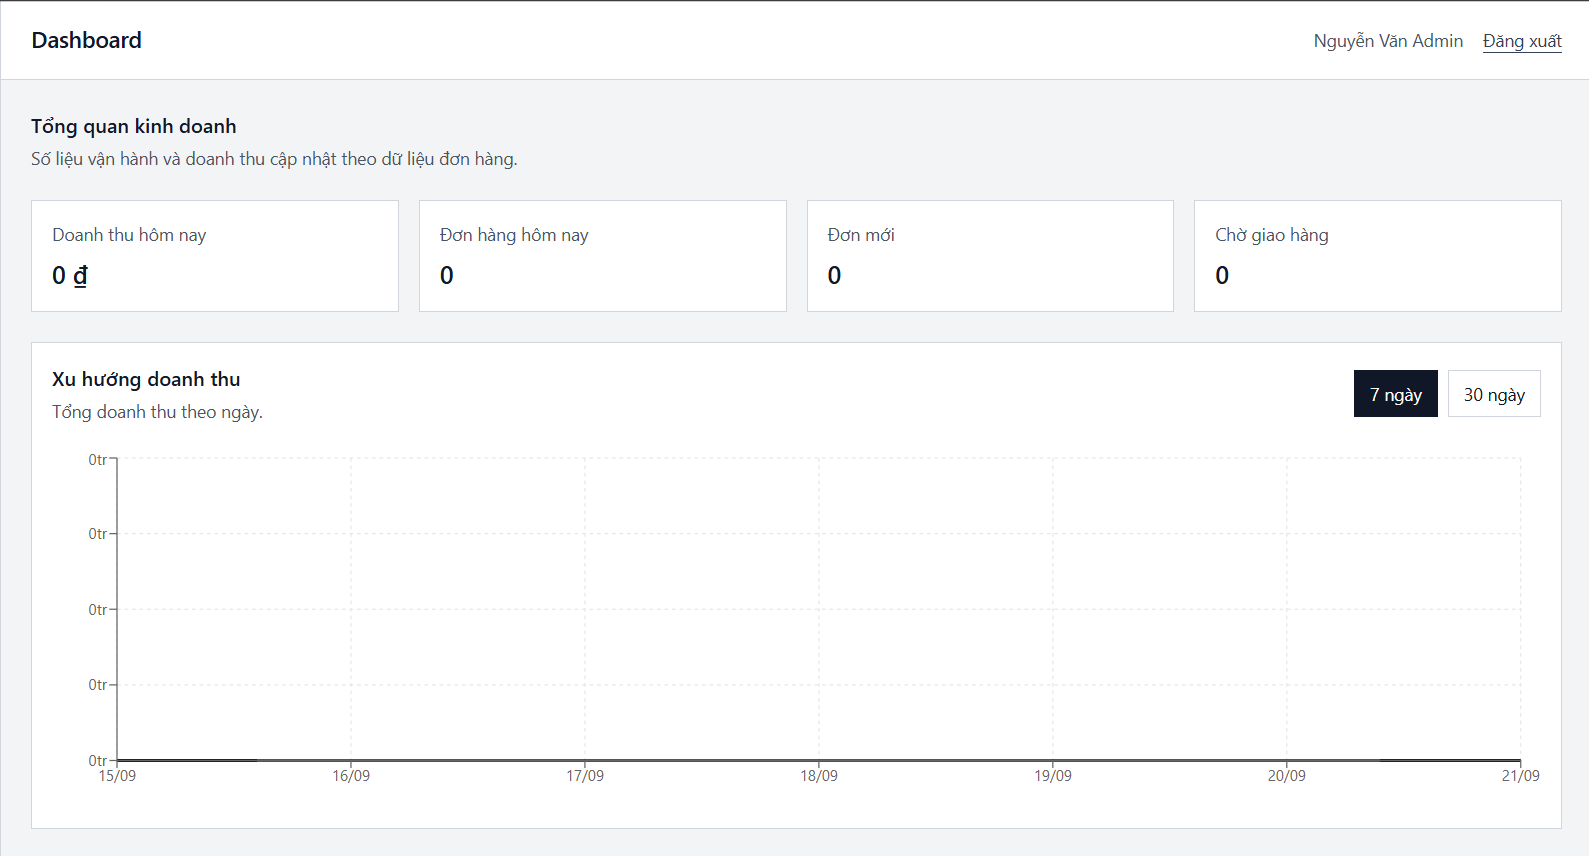 Dashboard
Nguyễn Văn Admin
Đăng xuất
Tổng quan kinh doanh
Số liệu vận hành và doanh thu cập nhật theo dữ liệu đơn hàng.
Doanh thu hôm nay
0 ₫
Đơn hàng hôm nay
0
Đơn mới
0
Chờ giao hàng
0
Xu hướng doanh thu
Tổng doanh thu theo ngày.
7 ngày
30 ngày
0tr
0tr
0tr
0tr
0tr
15/09
16/09
17/09
18/09
19/09
20/09
21/09